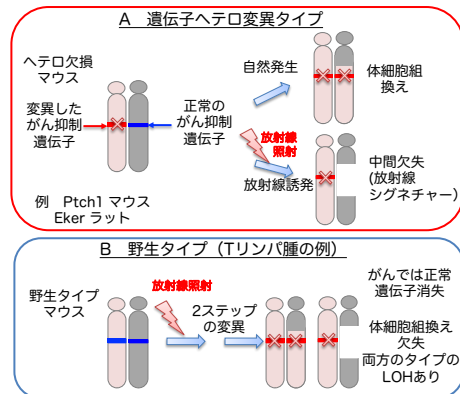 A 遺伝子ヘテロ変異タイプ
ヘテロ欠損
マウス
変異した
がん抑制
遺伝子
正常の
がん抑制
遺伝子
例 Ptch1 マウス
Eker ラット
自然発生
体細胞組
換え
放射線
照射
放射線誘発
中間欠失
(放射線
シグネチャー)
B 野生タイプ(Tリンパ腫の例)
野生タイプ
マウス
放射線照射
2ステップ
の変異
がんでは正常
遺伝子消失
体細胞組換え
欠失
両方のタイプの
LOHあり